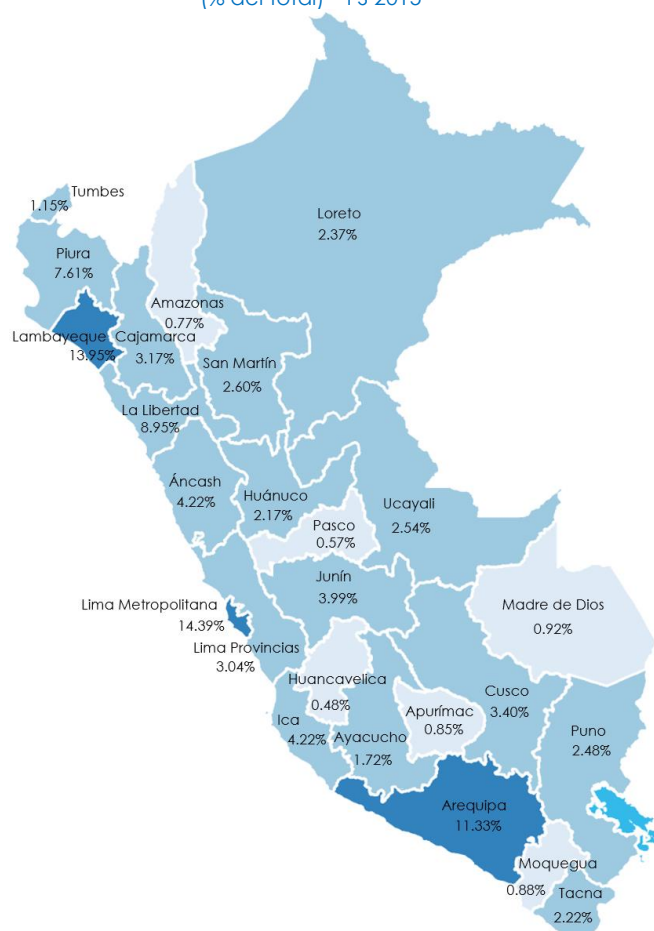 (% del total) - T3 2015
Tumbes
1.15%
Loreto
2.37%
Piura
7.61%
Amazonas
0.77%
Lambayeque
13.95%
Cajamarca
3.17%
San Martín
2.60%
La Libertad
8.95%
Áncash
4.22%
Huánuco
2.17%
Ucayali
2.54%
Pasco
0.57%
Junín
3.99%
Lima Metropolitana
14.39%
Madre de Dios
0.92%
Lima Provincias
3.04%
Huancavelica
0.48%
Apurímac
0.85%
Cusco
3.40%
Ica
4.22%
Ayacucho
1.72%
Puno
2.48%
Arequipa
11.33%
Moquegua
0.88%
Tacna
2.22%